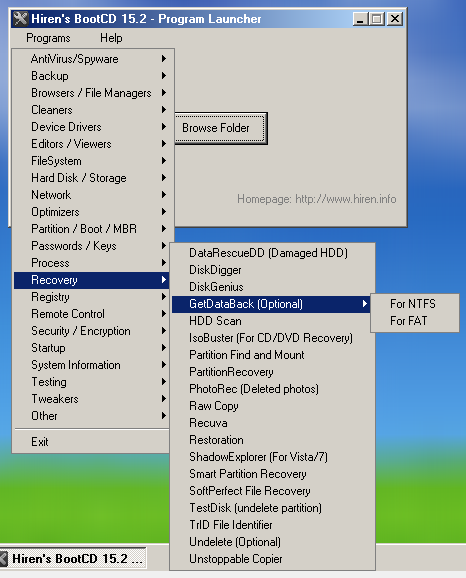 Hiren's BootCD 15.2 - Program Launcher
Programs Help
AntiVirus/Spyware
Backup
Browsers / File Managers
Cleaners
Device Drivers
Editors / Viewers
FileSystem
Hard Disk / Storage
Network
Optimizers
Partition / Boot / MBR
Passwords / Keys
Process
Recovery
Registry
Remote Control
Security / Encryption
Startup
System Information
Testing
Tweakers
Other
Exit
Browse Folder
Homepage: http://www.hiren.info
DataRescueDD (Damaged HDD)
DiskDigger
DiskGenius
GetDataBack (Optional)
HDD Scan
IsoBuster (For CD/DVD Recovery)
Partition Find and Mount
PartitionRecovery
PhotoRec (Deleted photos)
Raw Copy
Recuva
Restoration
ShadowExplorer (For Vista/7)
Smart Partition Recovery
SoftPerfect File Recovery
TestDisk (undelete partition)
TrID File Identifier
Undelete (Optional)
Unstoppable Copier
For NTFS
For FAT
Hiren's BootCD 15.2 ...